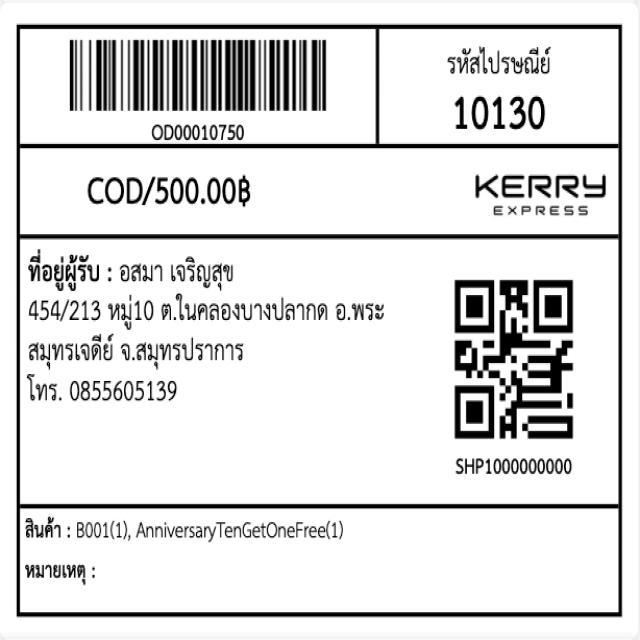 รหัสไปรษณีย์
10130
OD00010750
COD/500.00฿
KERRY
EXPRESS
ที่อยู่ผู้รับ : อสมา เจริญสุข
454/213 หมู่10 ต.ในคลองบางปลากด อ.พระ
สมุทรเจดีย์ จ.สมุทรปราการ
โทร. 0855605139
SHP1000000000
สินค้า : B001(1), AnniversaryTenGetOneFree(1)
หมายเหตุ :